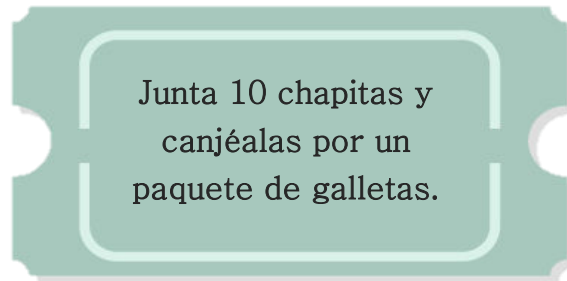 Junta 10 chapitas y
canjéalas por un
paquete de galletas.